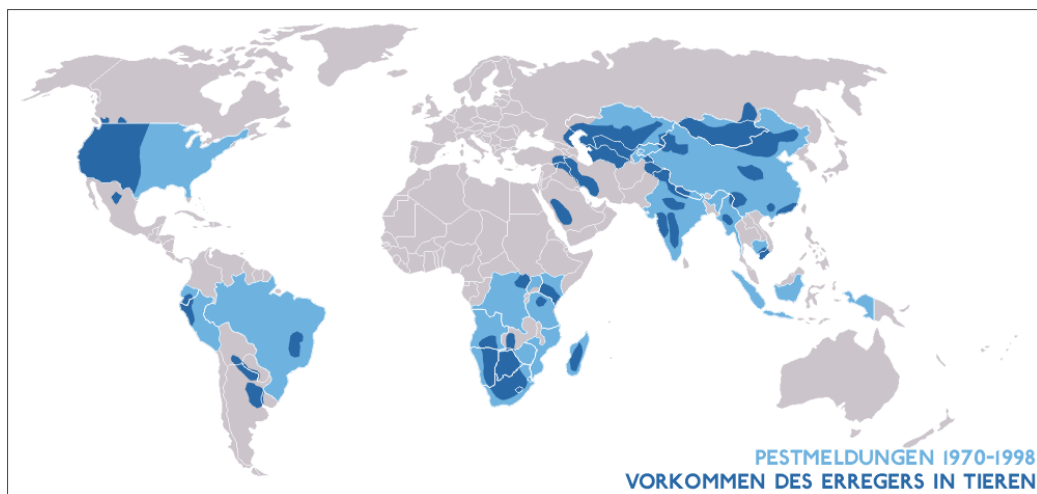 PESTMELDUNGEN 1970-1998
VORKOMMEN DES ERREGERS IN TIEREN